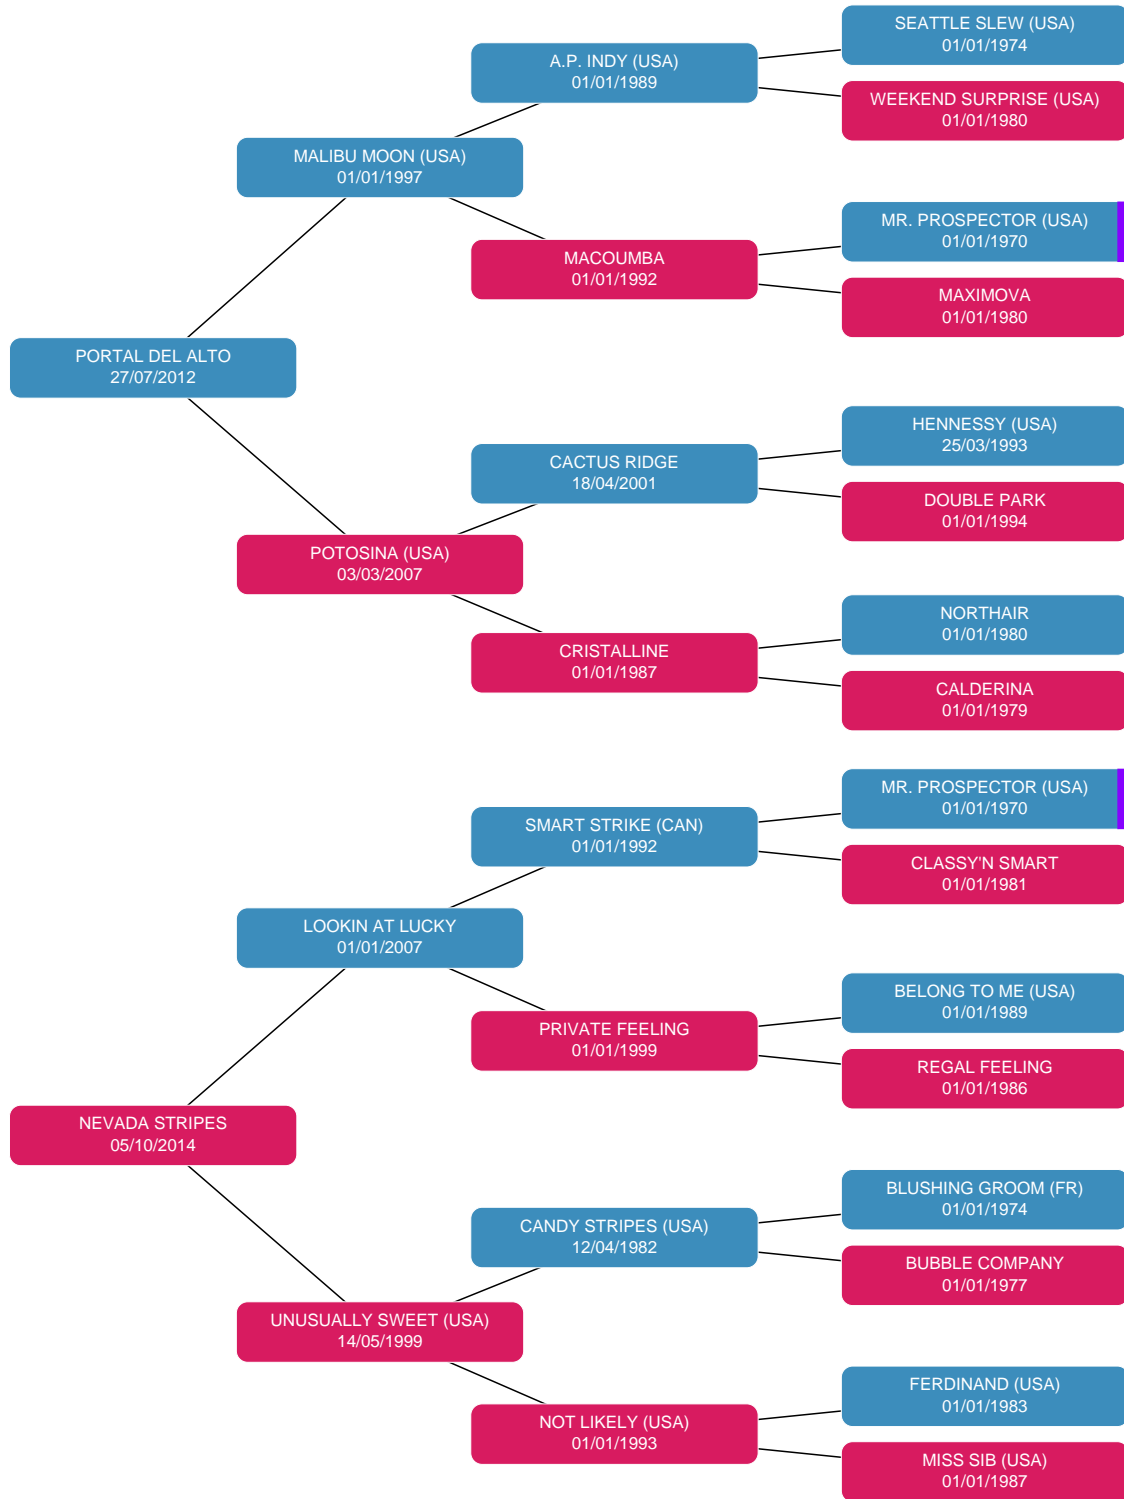 SEATTLE SLEW (USA)
01/01/1974
A.P. INDY (USA)
01/01/1989
WEEKEND SURPRISE (USA)
01/01/1980
MALIBU MOON (USA)
01/01/1997
MR. PROSPECTOR (USA)
01/01/1970
MACOUMBA
01/01/1992
MAXIMOVA
01/01/1980
PORTAL DEL ALTO
27/07/2012
HENNESSY (USA)
25/03/1993
CACTUS RIDGE
18/04/2001
DOUBLE PARK
01/01/1994
POTOSINA (USA)
03/03/2007
NORTHAIR
01/01/1980
CRISTALLINE
01/01/1987
CALDERINA
01/01/1979
MR. PROSPECTOR (USA)
01/01/1970
SMART STRIKE (CAN)
01/01/1992
CLASSY'N SMART
01/01/1981
LOOKIN AT LUCKY
01/01/2007
BELONG TO ME (USA)
01/01/1989
PRIVATE FEELING
01/01/1999
REGAL FEELING
01/01/1986
NEVADA STRIPES
05/10/2014
BLUSHING GROOM (FR)
01/01/1974
CANDY STRIPES (USA)
12/04/1982
BUBBLE COMPANY
01/01/1977
UNUSUALLY SWEET (USA)
14/05/1999
FERDINAND (USA)
01/01/1983
NOT LIKELY (USA)
01/01/1993
MISS SIB (USA)
01/01/1987